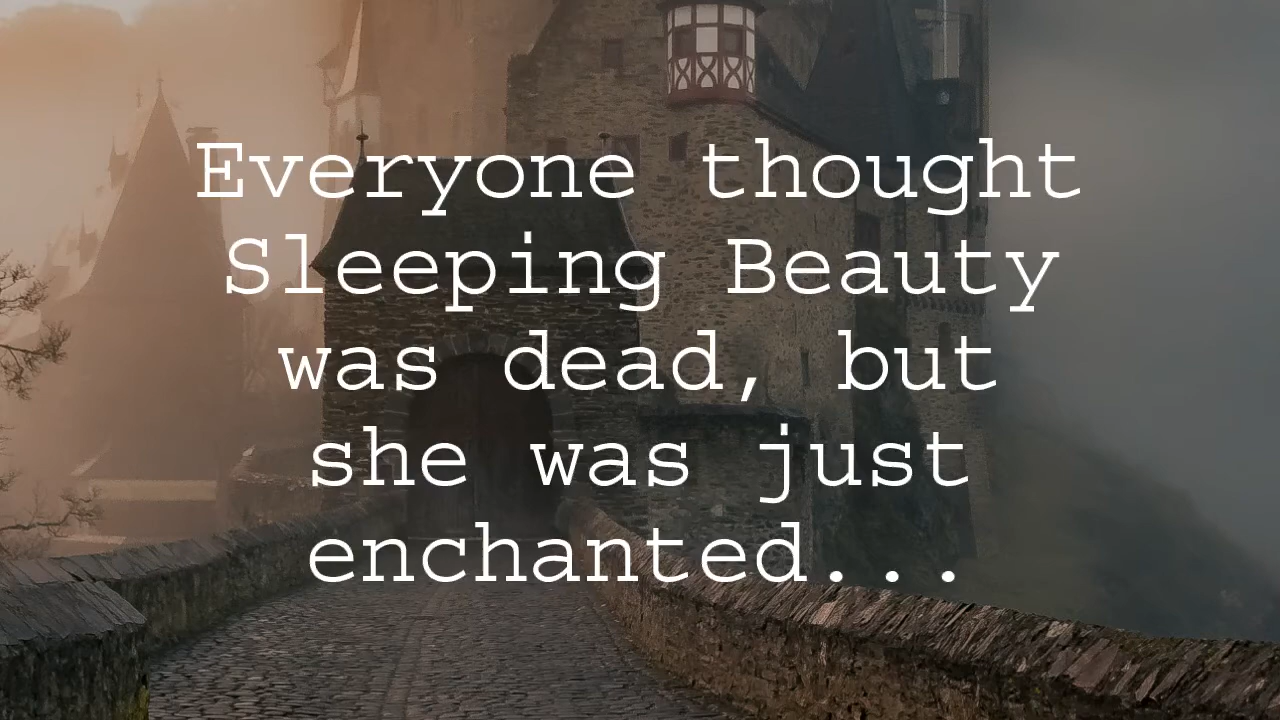 Everyone thought
Sleeping Beauty
was dead, but
she was just
enchanted...